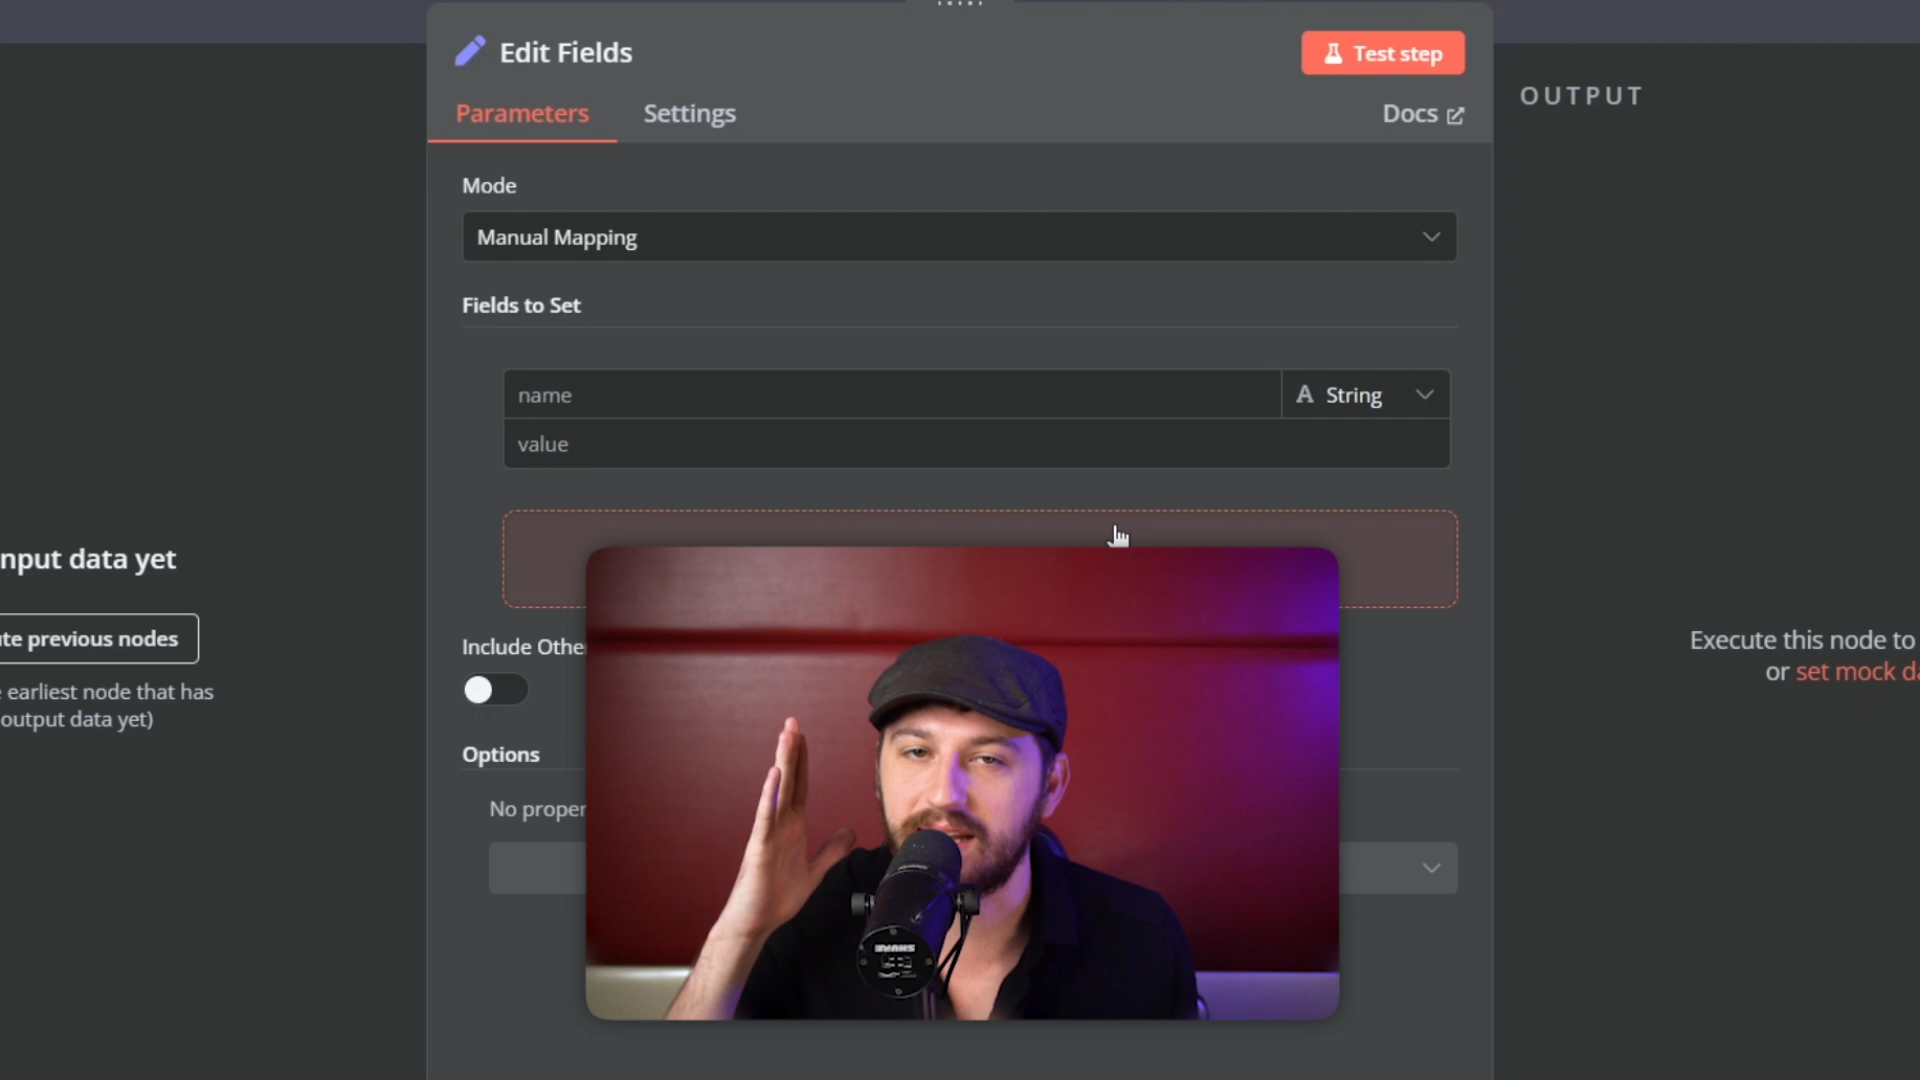 Edit Fields
Test step
Parameters
Settings
Docs
OUTPUT
Mode
Manual Mapping
Fields to Set
name
A String
value
nput data yet
te previous nodes
earliest node that has
output data yet)
Include Othe
Options
No proper
Execute this node to
or set mock da